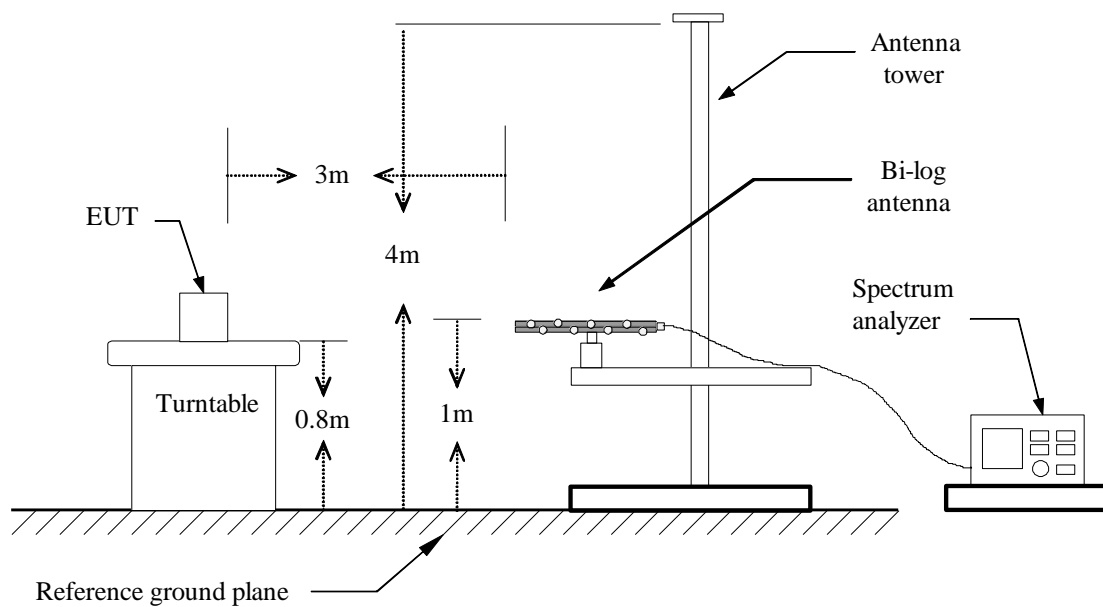 Antenna
tower
3m
Bi-log
antenna
EUT
4m
Spectrum
analyzer
Turntable
0.8m
1m
Reference ground plane